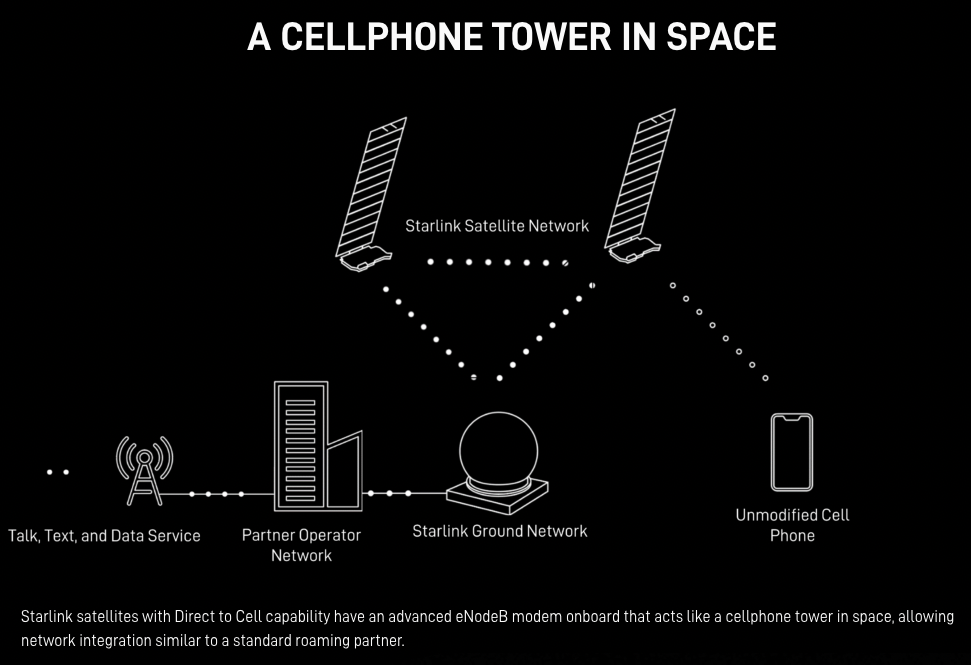 A CELLPHONE TOWER IN SPACE
Starlink Satellite Network
Talk, Text, and Data Service
Partner Operator
Network
Starlink Ground Network
Unmodified Cell
Phone
Starlink satellites with Direct to Cell capability have an advanced eNodeB modem onboard that acts like a cellphone tower in space, allowing
network integration similar to a standard roaming partner.